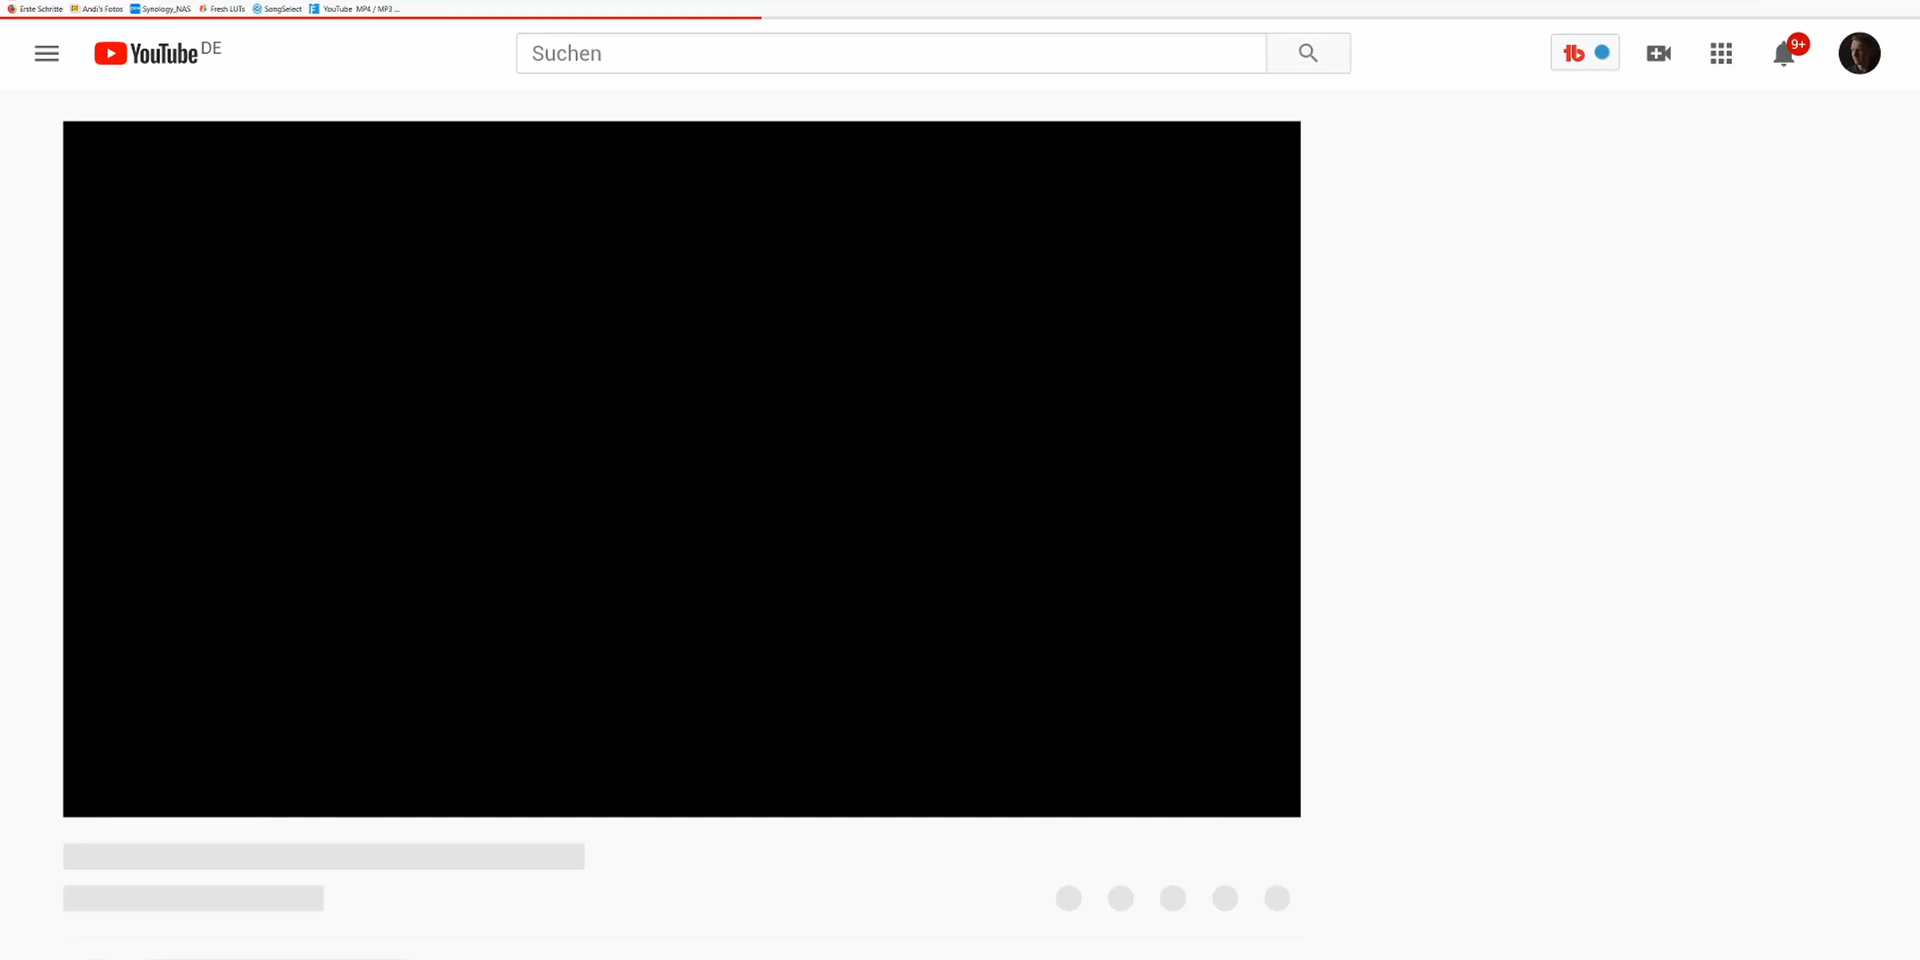 Erste Schritte Andi's Fotos Synology_NAS Fresh LUTs SongSelect YouTube MP4 / MP3 ...
YouTube DE
Suchen
9+